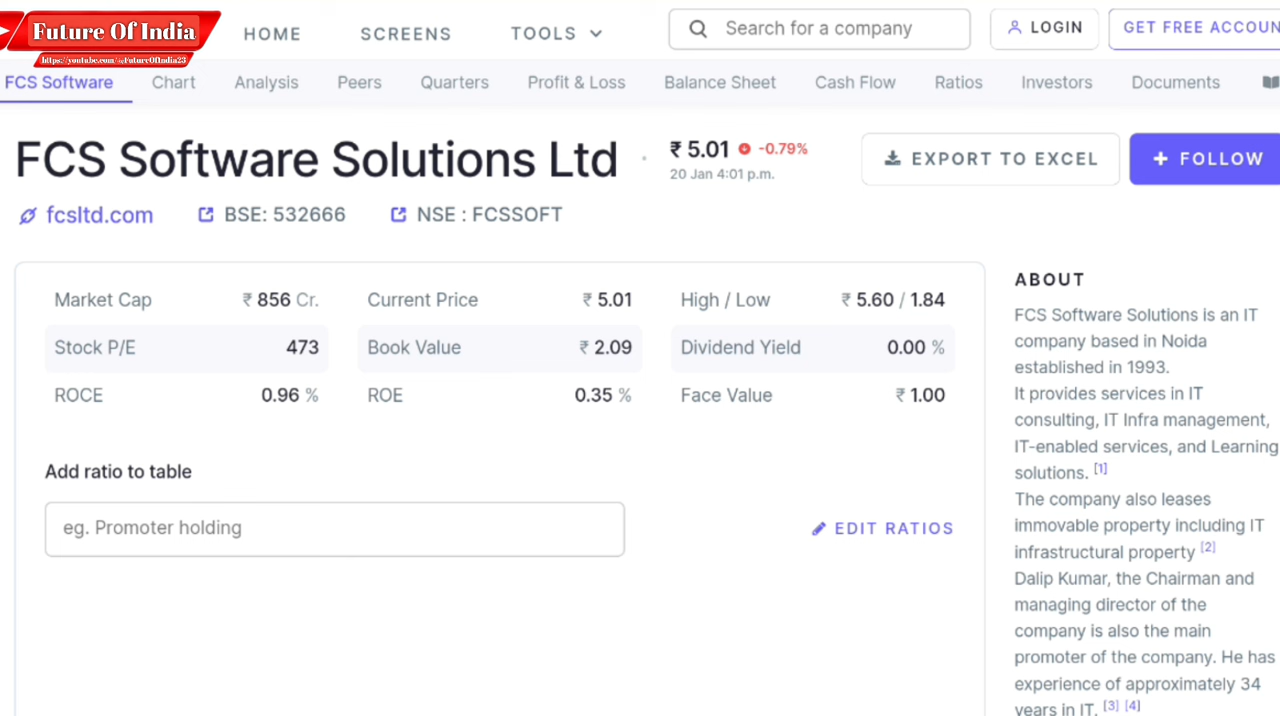 Future Of India
https://youtube.com/@FutureOfIndia23
HOME SCREENS TOOLS
Search for a company
LOGIN
GET FREE ACCOUN
FCS Software Chart Analysis Peers Quarters Profit & Loss Balance Sheet Cash Flow Ratios Investors Documents
FCS Software Solutions Ltd
₹ 5.01 -0.79%
20 Jan 4:01 p.m.
EXPORT TO EXCEL
+ FOLLOW
fcsltd.com BSE: 532666 NSE : FCSSOFT
Market Cap ₹ 856 Cr. Current Price ₹ 5.01 High / Low ₹ 5.60 / 1.84
Stock P/E 473 Book Value ₹ 2.09 Dividend Yield 0.00 %
ROCE 0.96 % ROE 0.35 % Face Value ₹ 1.00
Add ratio to table
eg. Promoter holding
EDIT RATIOS
ABOUT
FCS Software Solutions is an IT
company based in Noida
established in 1993.
It provides services in IT
consulting, IT Infra management,
IT-enabled services, and Learning
solutions. [1]
The company also leases
immovable property including IT
infrastructural property [2]
Dalip Kumar, the Chairman and
managing director of the
company is also the main
promoter of the company. He has
experience of approximately 34
years in IT. [3] [4]